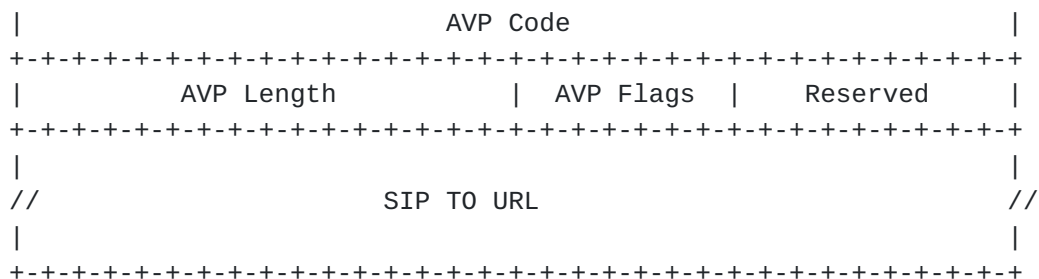 |                           AVP Code                            |
+-+-+-+-+-+-+-+-+-+-+-+-+-+-+-+-+-+-+-+-+-+-+-+-+-+-+-+-+-+-+-+-+
|          AVP Length           |  AVP Flags  |    Reserved     |
+-+-+-+-+-+-+-+-+-+-+-+-+-+-+-+-+-+-+-+-+-+-+-+-+-+-+-+-+-+-+-+-+
|                                                               |
//                      SIP TO URL                              //
|                                                               |
+-+-+-+-+-+-+-+-+-+-+-+-+-+-+-+-+-+-+-+-+-+-+-+-+-+-+-+-+-+-+-+-+